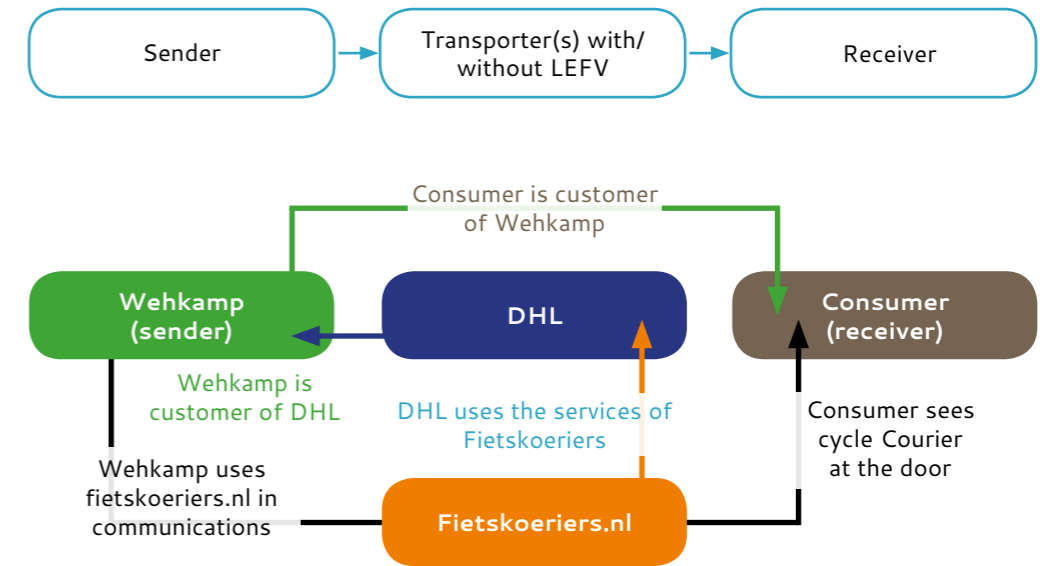 Sender
Transporter(s) with/
without LEFV
Receiver
Consumer is customer
of Wehkamp
Wehkamp
(sender)
DHL
Consumer
(receiver)
Wehkamp is
customer of DHL
DHL uses the services of
Fietskoeriers
Consumer sees
cycle Courier
at the door
Wehkamp uses
fietskoeriers.nl in
communications
Fietskoeriers.nl